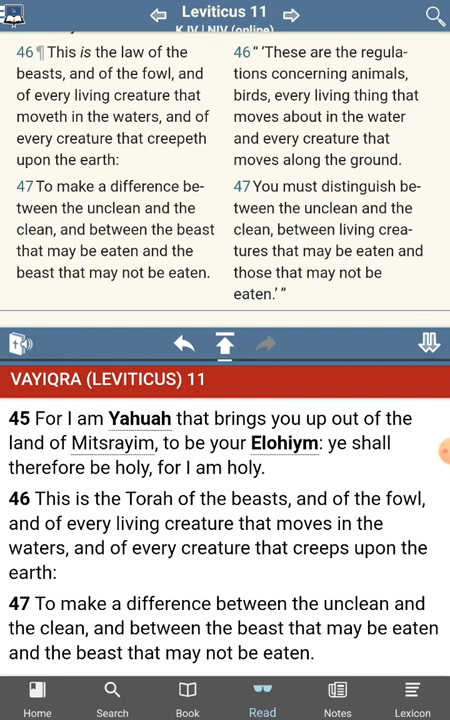 Leviticus 11
KJV | NIV (online)
46 ¶ This is the law of the
beasts, and of the fowl, and
of every living creature that
moveth in the waters, and of
every creature that creepeth
upon the earth:
47 To make a difference be-
tween the unclean and the
clean, and between the beast
that may be eaten and the
beast that may not be eaten.
46 “ ‘These are the regula-
tions concerning animals,
birds, every living thing that
moves about in the water
and every creature that
moves along the ground.
47 You must distinguish be-
tween the unclean and the
clean, between living crea-
tures that may be eaten and
those that may not be
eaten.’ ”
VAYIQRA (LEVITICUS) 11
45 For I am Yahuah that brings you up out of the
land of Mitsrayim, to be your Elohiym: ye shall
therefore be holy, for I am holy.
46 This is the Torah of the beasts, and of the fowl,
and of every living creature that moves in the
waters, and of every creature that creeps upon the
earth:
47 To make a difference between the unclean and
the clean, and between the beast that may be eaten
and the beast that may not be eaten.
Home Search Book Read Notes Lexicon